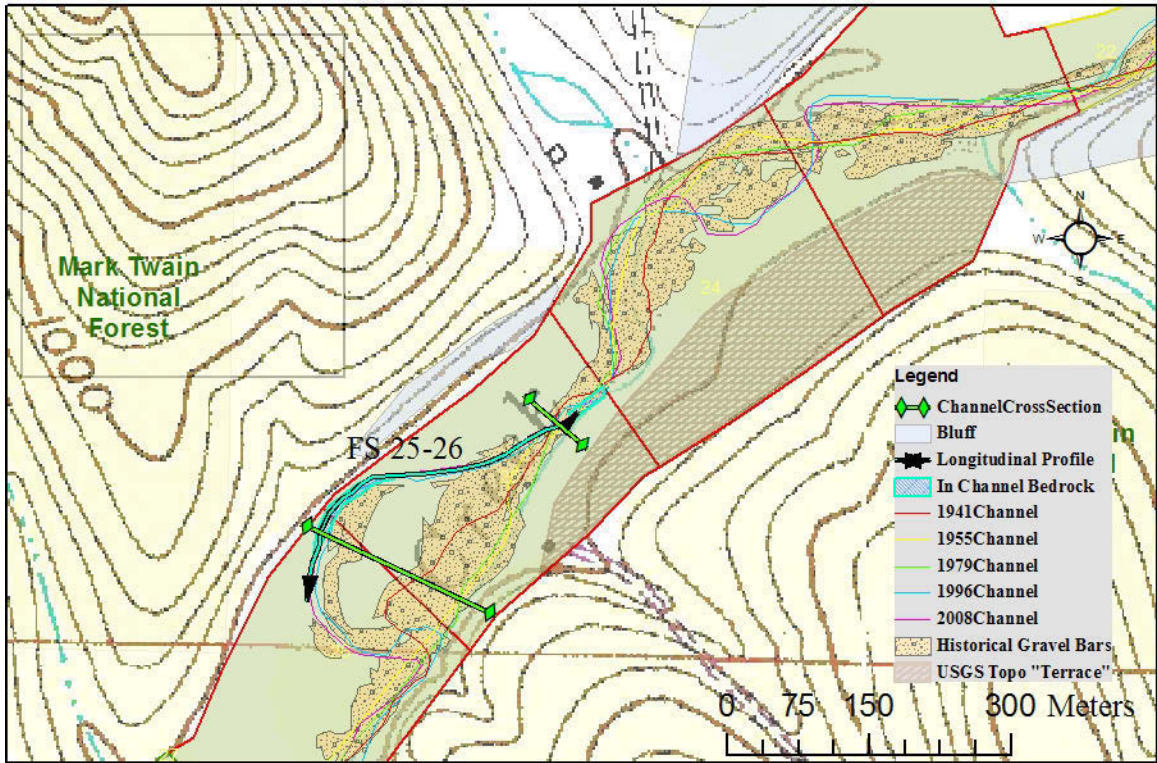 22
Mark Twain
National
Forest
1000
24
FS 25-26
N
W
E
S
Legend
ChannelCrossSection
Bluff
Longitudinal Profile
In Channel Bedrock
1941Channel
1955Channel
1979Channel
1996Channel
2008Channel
Historical Gravel Bars
USGS Topo "Terrace"
m
0 75 150 300 Meters